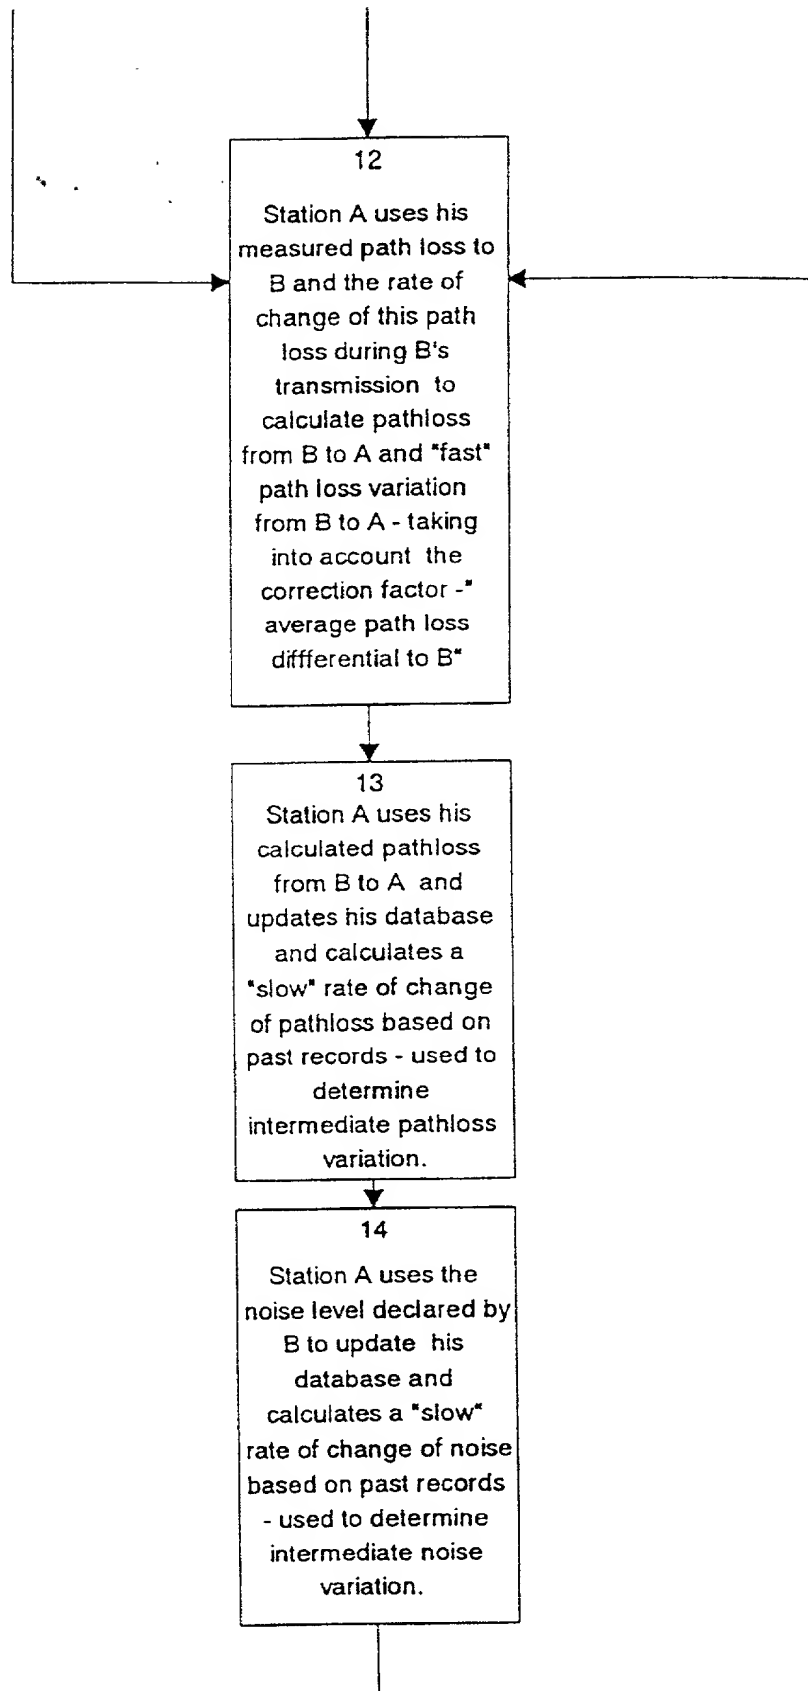 12
Station A uses his
measured path loss to
B and the rate of
change of this path
loss during B's
transmission to
calculate pathloss
from B to A and "fast"
path loss variation
from B to A - taking
into account the
correction factor -"
average path loss
diffferential to B"
13
Station A uses his
calculated pathloss
from B to A and
updates his database
and calculates a
"slow" rate of change
of pathloss based on
past records - used to
determine
intermediate pathloss
variation.
14
Station A uses the
noise level declared by
B to update his
database and
calculates a "slow"
rate of change of noise
based on past records
- used to determine
intermediate noise
variation.